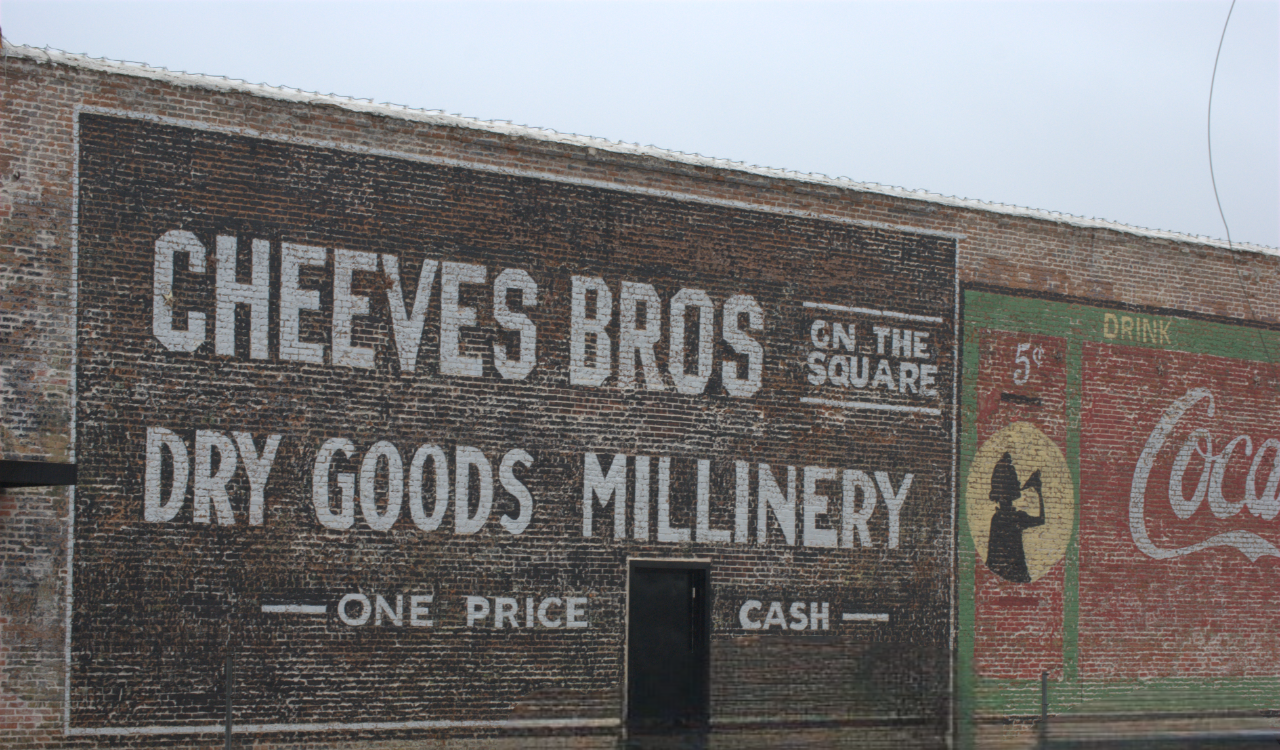 CHEEVES BROS
ON THE
SQUARE
DRY GOODS MILLINERY
ONE PRICE CASH
DRINK
5¢
Coca